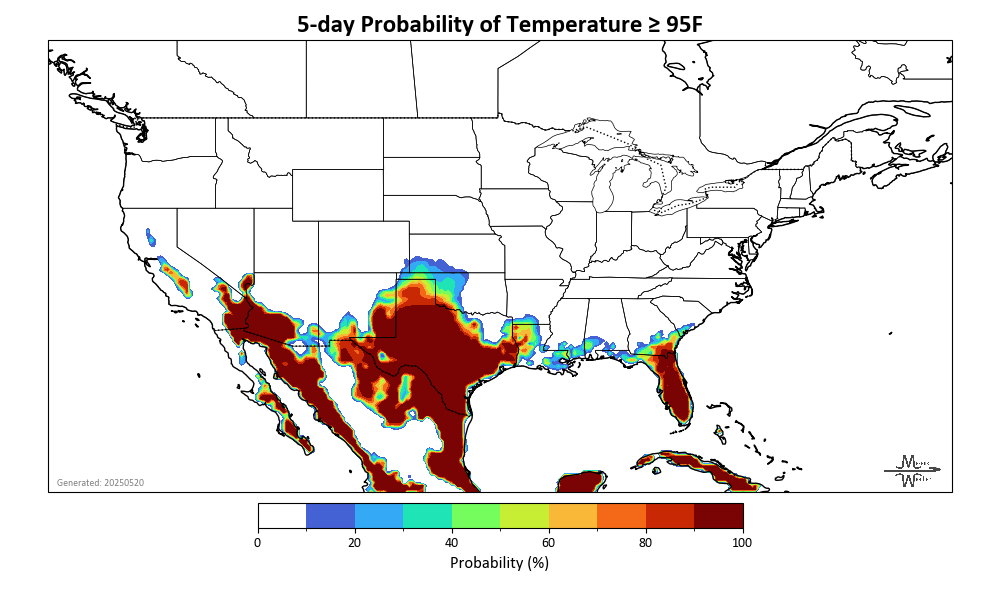 5-day Probability of Temperature ≥ 95F
Generated: 20250520
0 20 40 60 80 100
Probability (%)